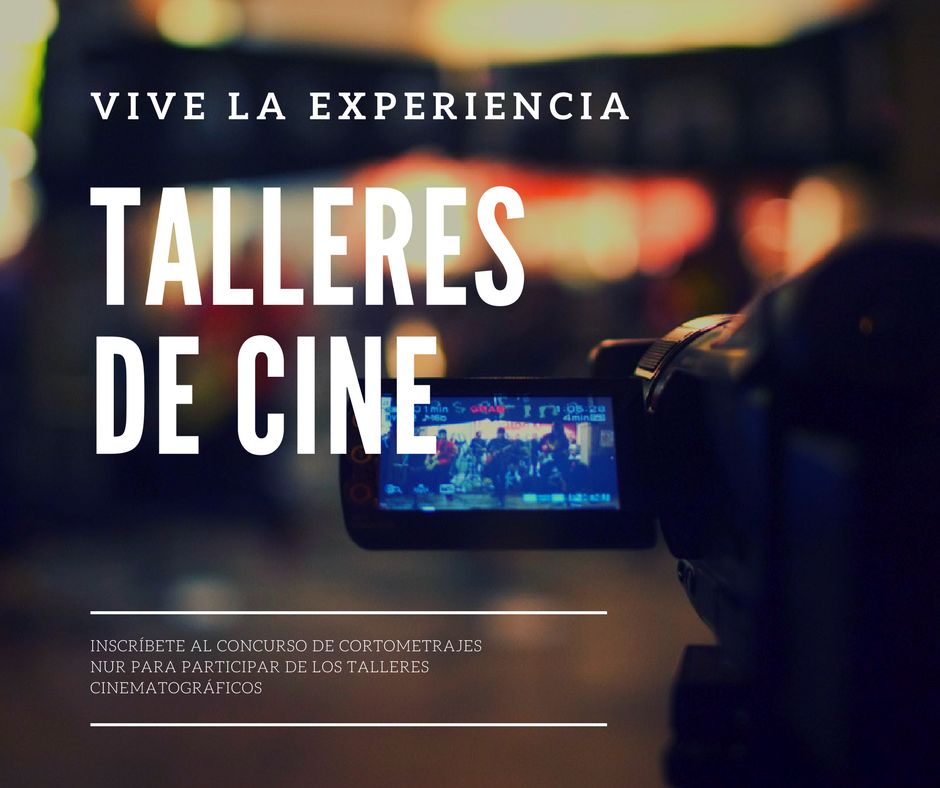 VIVE LA EXPERIENCIA
TALLERES
DE CINE
INSCRÍBETE AL CONCURSO DE CORTOMETRAJES
NUR PARA PARTICIPAR DE LOS TALLERES
CINEMATOGRÁFICOS